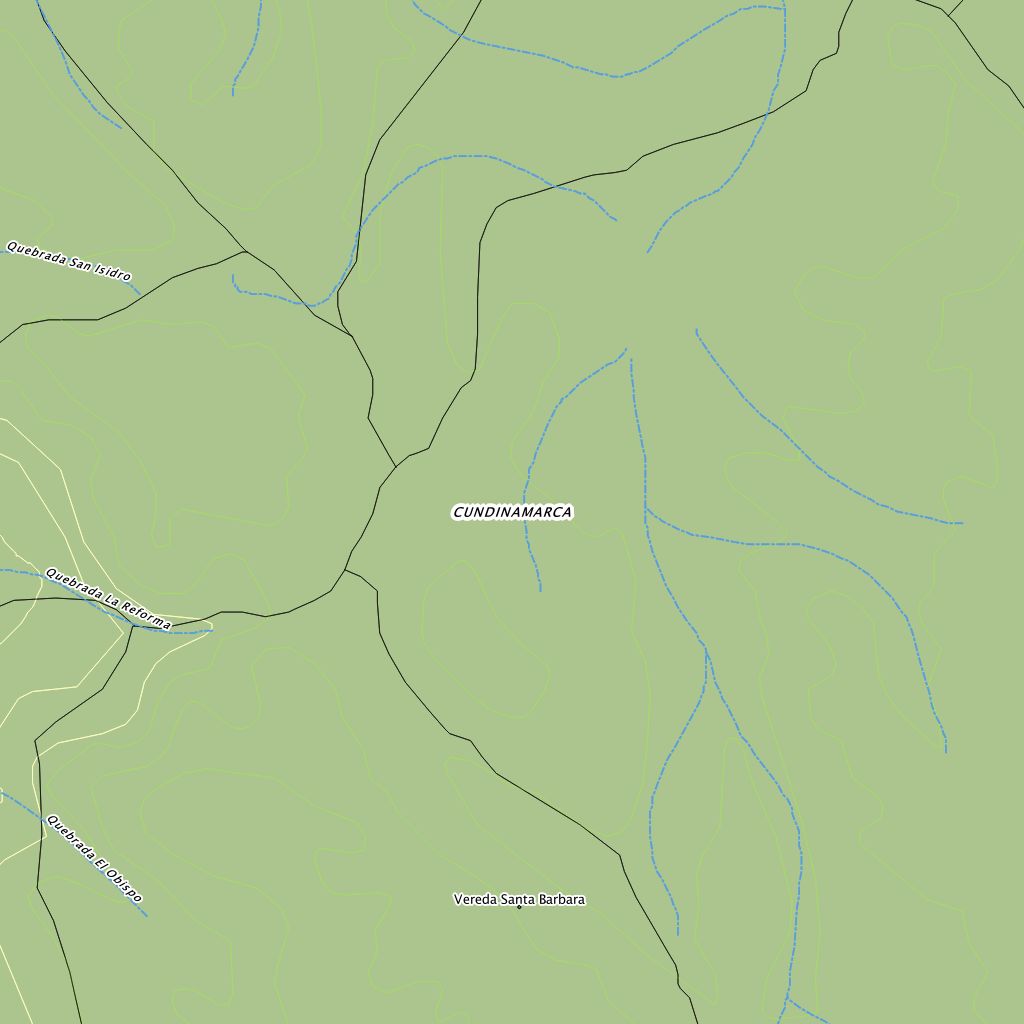 Quebrada San Isidro
CUNDINAMARCA
Quebrada La Reforma
Quebrada El Obispo
Vereda Santa Barbara